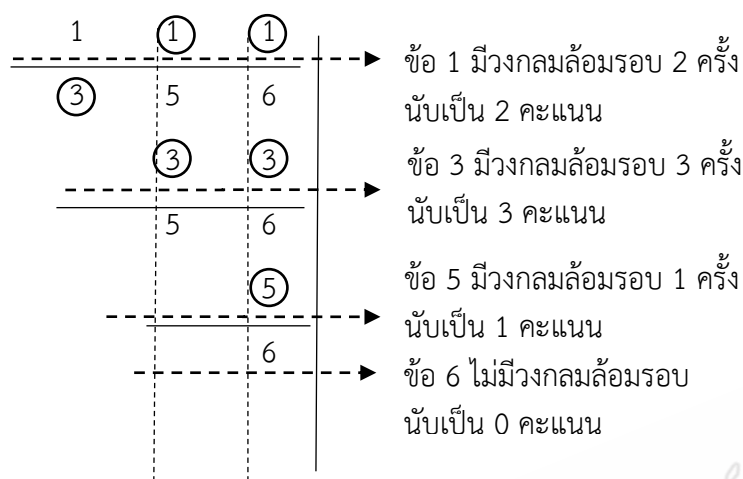 1 1 1
ข้อ 1 มีวงกลมล้อมรอบ 2 ครั้ง
3 5 6
นับเป็น 2 คะแนน
3 3
ข้อ 3 มีวงกลมล้อมรอบ 3 ครั้ง
นับเป็น 3 คะแนน
5 6
5
ข้อ 5 มีวงกลมล้อมรอบ 1 ครั้ง
นับเป็น 1 คะแนน
6
ข้อ 6 ไม่มีวงกลมล้อมรอบ
นับเป็น 0 คะแนน